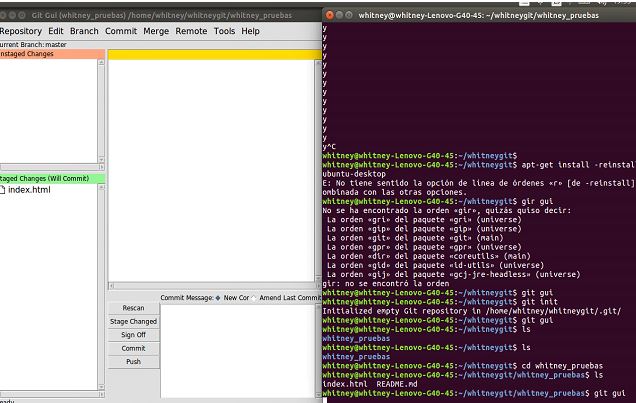 Git Gui (whitney_pruebas) /home/whitney/whitneygit/whitney_pruebas
Repository Edit Branch Commit Merge Remote Tools Help
urrent Branch: master
nstaged Changes
taged Changes (Will Commit)
index.html
Commit Message: New Cor Amend Last Commit
Rescan
Stage Changed
Sign Off
Commit
Push
eady
whitney@whitney-Lenovo-G40-45: ~/whitneygit/whitney_pruebas
y
y
y
y
y
y
y
y
y
y
y^C
whitney@whitney-Lenovo-G40-45:~/whitneygit$
whitney@whitney-Lenovo-G40-45:~/whitneygit$ apt-get install -reinstal
ubuntu-desktop
E: No tiene sentido la opción de línea de órdenes «r» [de -reinstall]
ombinada con las otras opciones.
whitney@whitney-Lenovo-G40-45:~/whitneygit$ gir gui
No se ha encontrado la orden «gir», quizás quiso decir:
La orden «gri» del paquete «gri» (universe)
La orden «gip» del paquete «gip» (universe)
La orden «git» del paquete «git» (main)
La orden «gpr» del paquete «gpr» (universe)
La orden «dir» del paquete «coreutils» (main)
La orden «gid» del paquete «id-utils» (universe)
La orden «gij» del paquete «gcj-jre-headless» (universe)
gir: no se encontró la orden
whitney@whitney-Lenovo-G40-45:~/whitneygit$ git gui
whitney@whitney-Lenovo-G40-45:~/whitneygit$ git init
Initialized empty Git repository in /home/whitney/whitneygit/.git/
whitney@whitney-Lenovo-G40-45:~/whitneygit$ git gui
whitney@whitney-Lenovo-G40-45:~/whitneygit$ ls
whitney_pruebas
whitney@whitney-Lenovo-G40-45:~/whitneygit$ ls
whitney_pruebas
whitney@whitney-Lenovo-G40-45:~/whitneygit$ cd whitney_pruebas
whitney@whitney-Lenovo-G40-45:~/whitneygit/whitney_pruebas$ ls
index.html README.md
whitney@whitney-Lenovo-G40-45:~/whitneygit/whitney_pruebas$ git gui